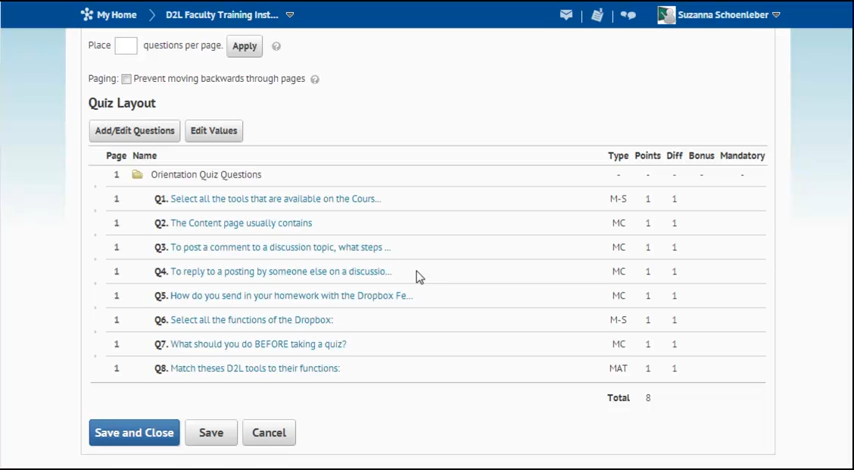 My Home D2L Faculty Training Inst... Suzanna Schoenleber
Place questions per page. Apply
Paging: Prevent moving backwards through pages
Quiz Layout
Add/Edit Questions Edit Values
Page Name Type Points Diff Bonus Mandatory
1 Orientation Quiz Questions - - - - -
1 Q1. Select all the tools that are available on the Cours... M-S 1 1
1 Q2. The Content page usually contains MC 1 1
1 Q3. To post a comment to a discussion topic, what steps ... MC 1 1
1 Q4. To reply to a posting by someone else on a discussio... MC 1 1
1 Q5. How do you send in your homework with the Dropbox Fe... MC 1 1
1 Q6. Select all the functions of the Dropbox: M-S 1 1
1 Q7. What should you do BEFORE taking a quiz? MC 1 1
1 Q8. Match theses D2L tools to their functions: MAT 1 1
Total 8
Save and Close Save Cancel